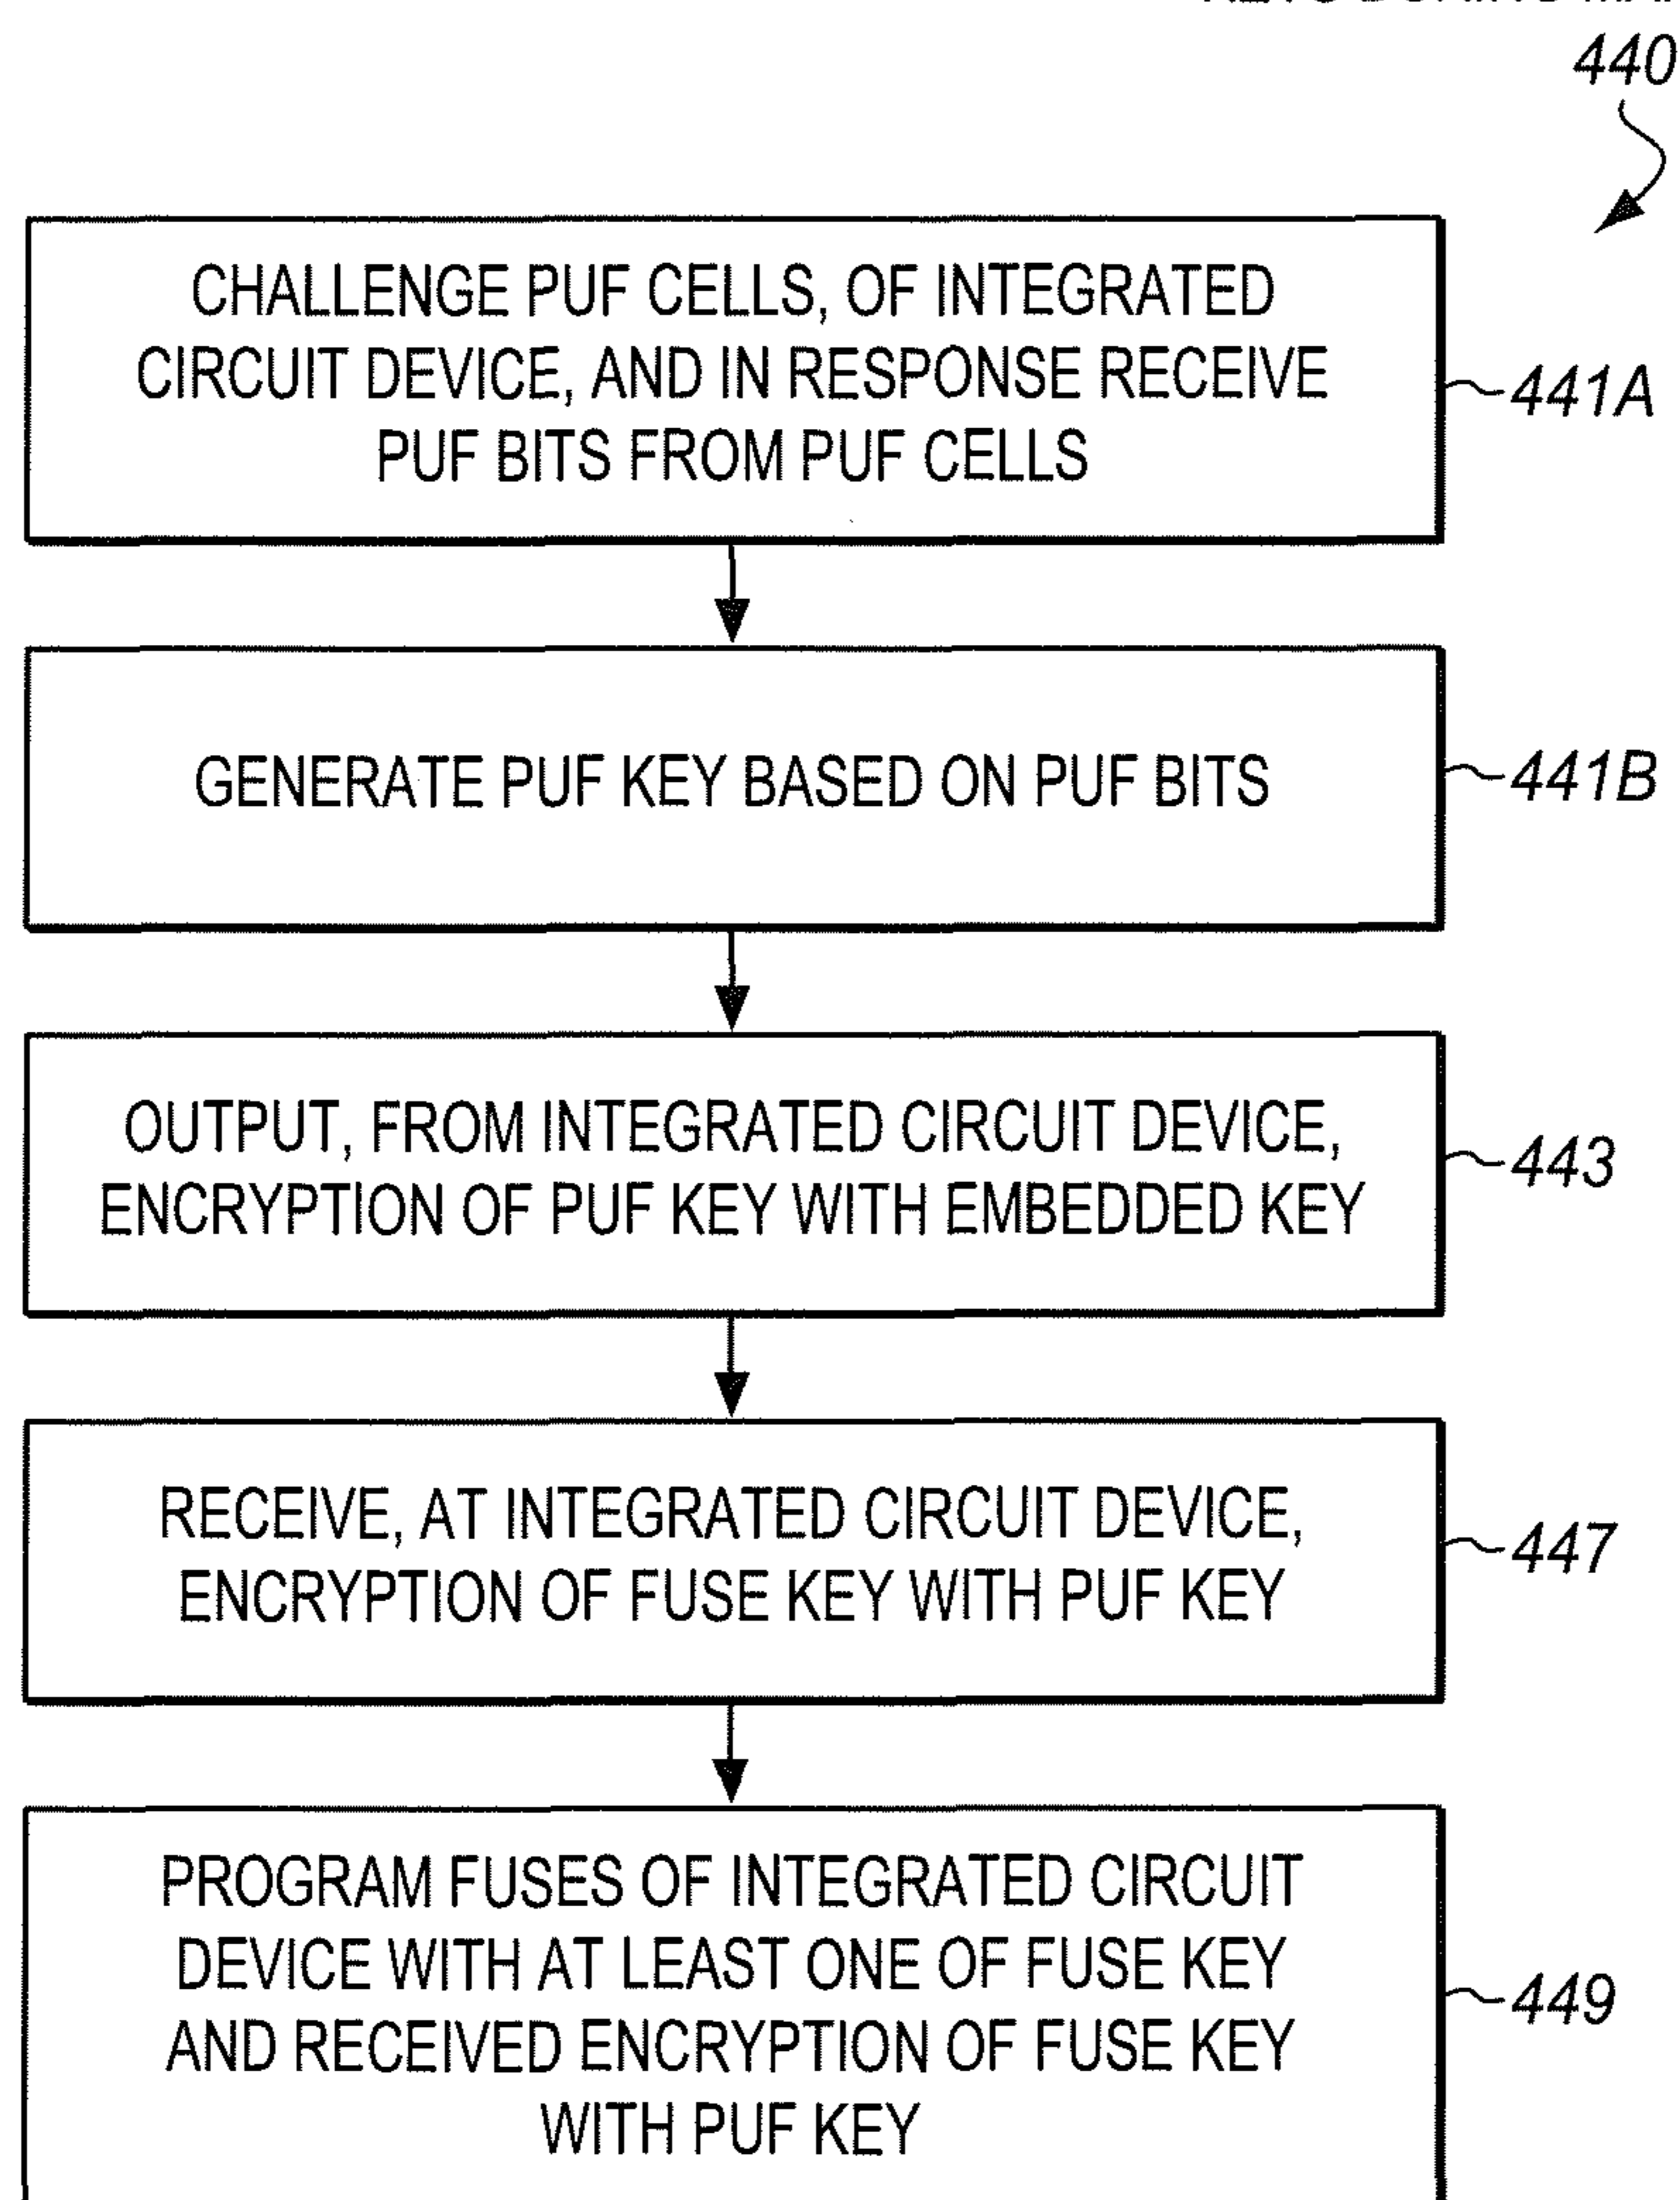 440
CHALLENGE PUF CELLS, OF INTEGRATED
CIRCUIT DEVICE, AND IN RESPONSE RECEIVE
PUF BITS FROM PUF CELLS
441A
GENERATE PUF KEY BASED ON PUF BITS
441B
OUTPUT, FROM INTEGRATED CIRCUIT DEVICE,
ENCRYPTION OF PUF KEY WITH EMBEDDED KEY
443
RECEIVE, AT INTEGRATED CIRCUIT DEVICE,
ENCRYPTION OF FUSE KEY WITH PUF KEY
447
PROGRAM FUSES OF INTEGRATED CIRCUIT
DEVICE WITH AT LEAST ONE OF FUSE KEY
AND RECEIVED ENCRYPTION OF FUSE KEY
WITH PUF KEY
449